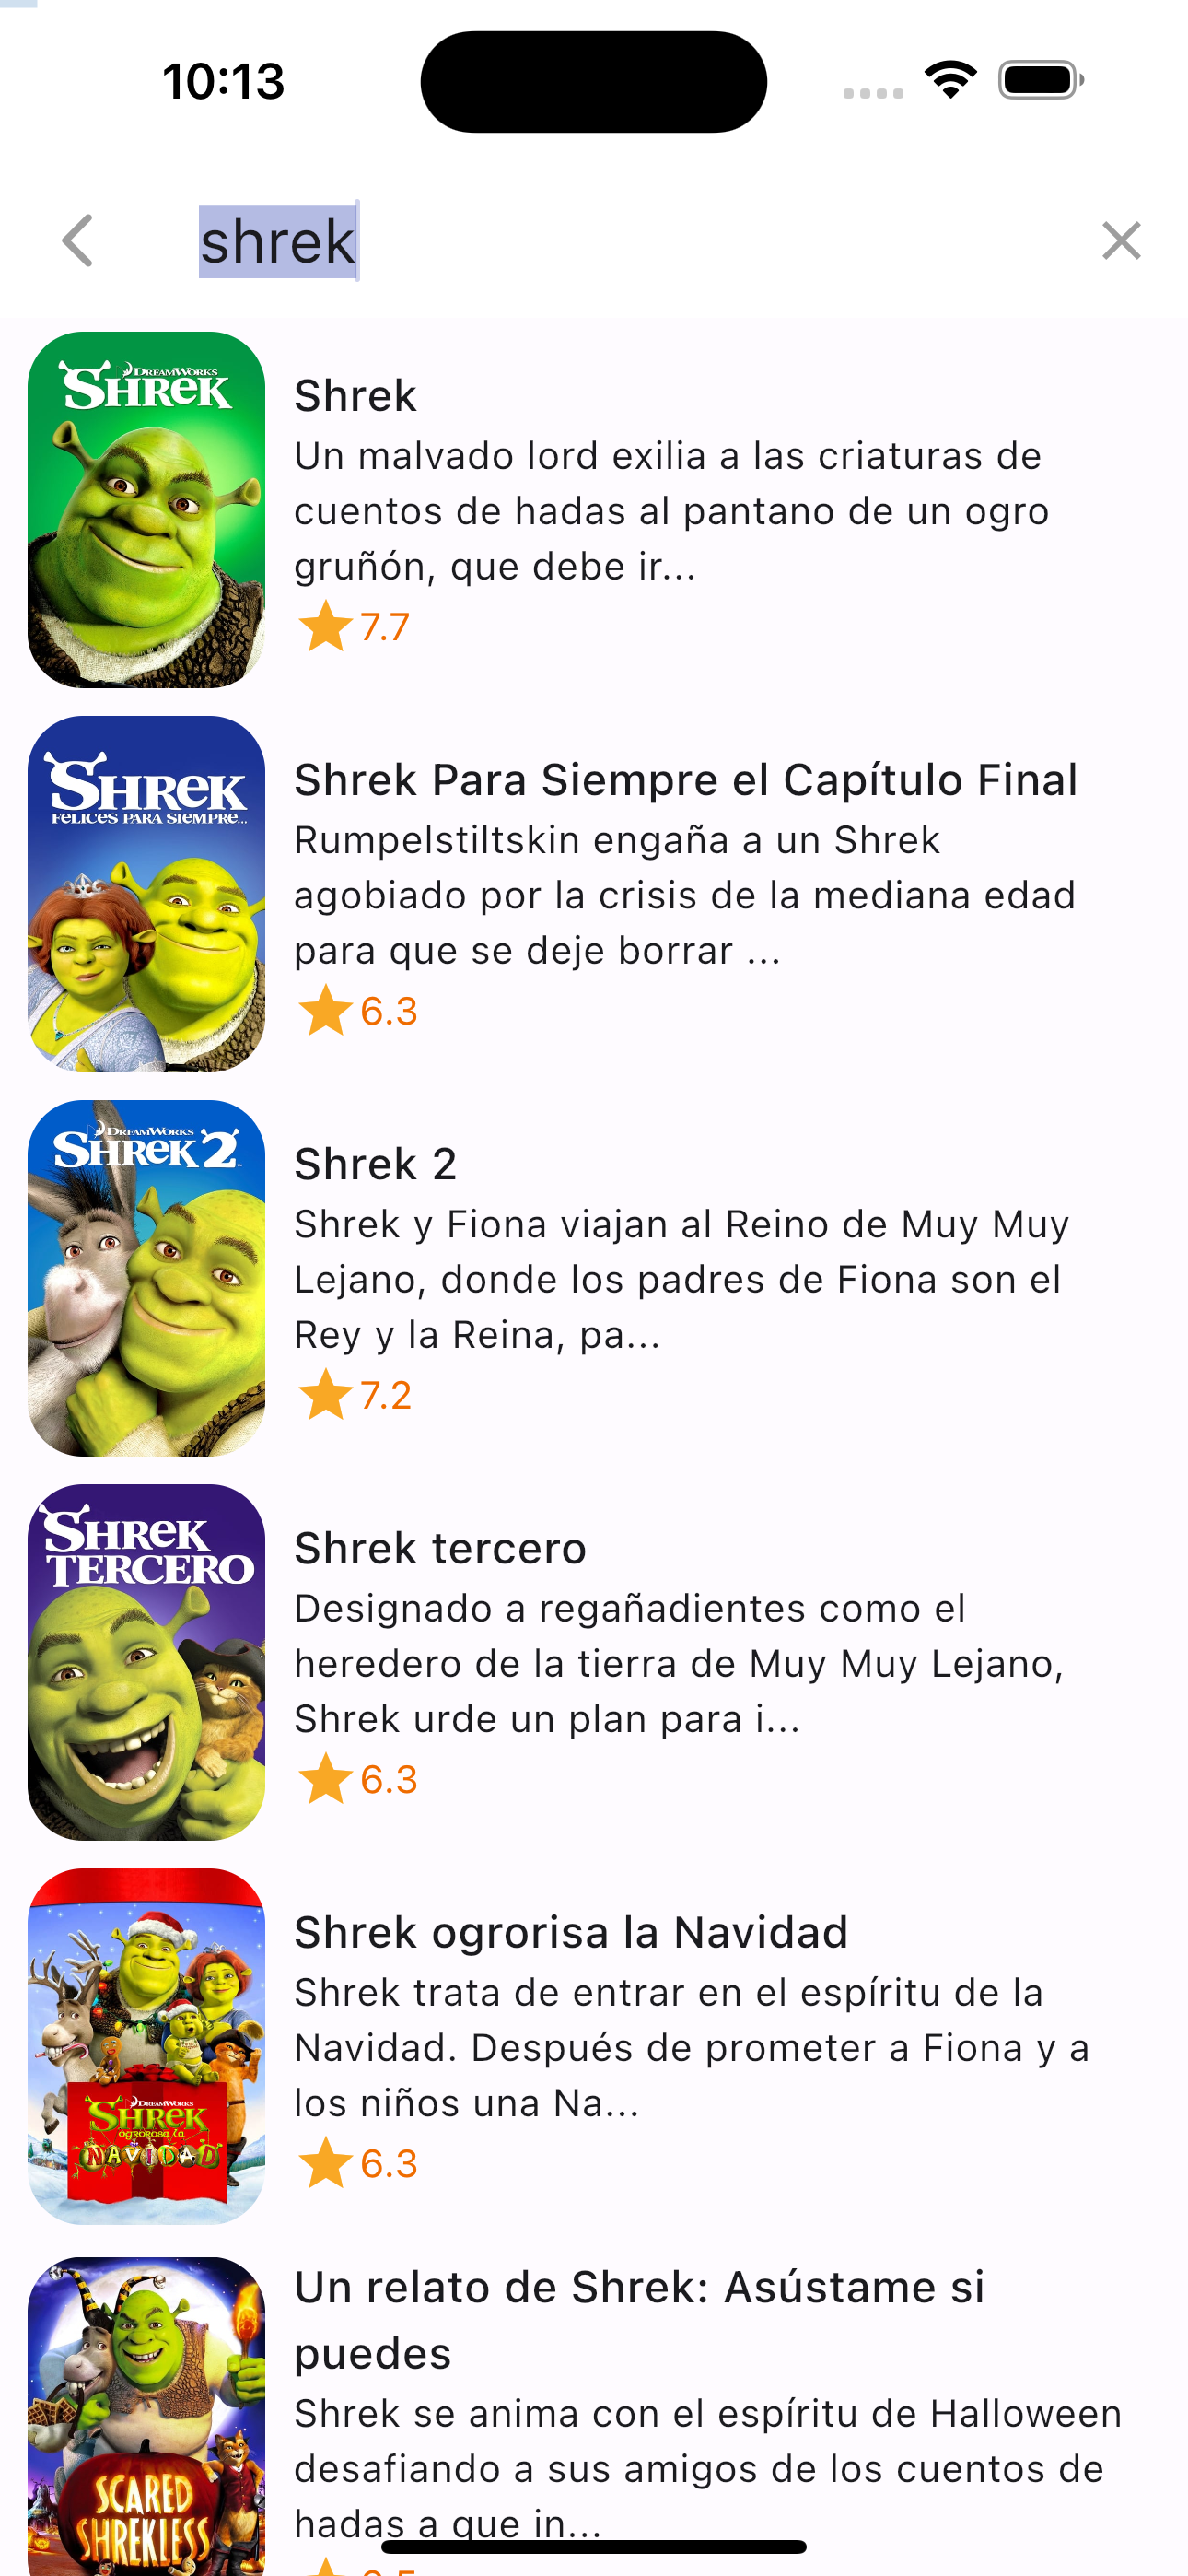 10:13
shrek
DREAMWORKS
SHREK
Shrek
Un malvado lord exilia a las criaturas de
cuentos de hadas al pantano de un ogro
gruñón, que debe ir...
7.7
SHREK
FELICES PARA SIEMPRE...
Shrek Para Siempre el Capítulo Final
Rumpelstiltskin engaña a un Shrek
agobiado por la crisis de la mediana edad
para que se deje borrar ...
6.3
DREAMWORKS
SHREK 2
Shrek 2
Shrek y Fiona viajan al Reino de Muy Muy
Lejano, donde los padres de Fiona son el
Rey y la Reina, pa...
7.2
SHREK
TERCERO
Shrek tercero
Designado a regañadientes como el
heredero de la tierra de Muy Muy Lejano,
Shrek urde un plan para i...
6.3
DREAMWORKS
SHREK
OGROROSA LA
NAVIDAD
Shrek ogrorisa la Navidad
Shrek trata de entrar en el espíritu de la
Navidad. Después de prometer a Fiona y a
los niños una Na...
6.3
SCARED
SHREKLESS
Un relato de Shrek: Asústame si
puedes
Shrek se anima con el espíritu de Halloween
desafiando a sus amigos de los cuentos de
hadas a que in...